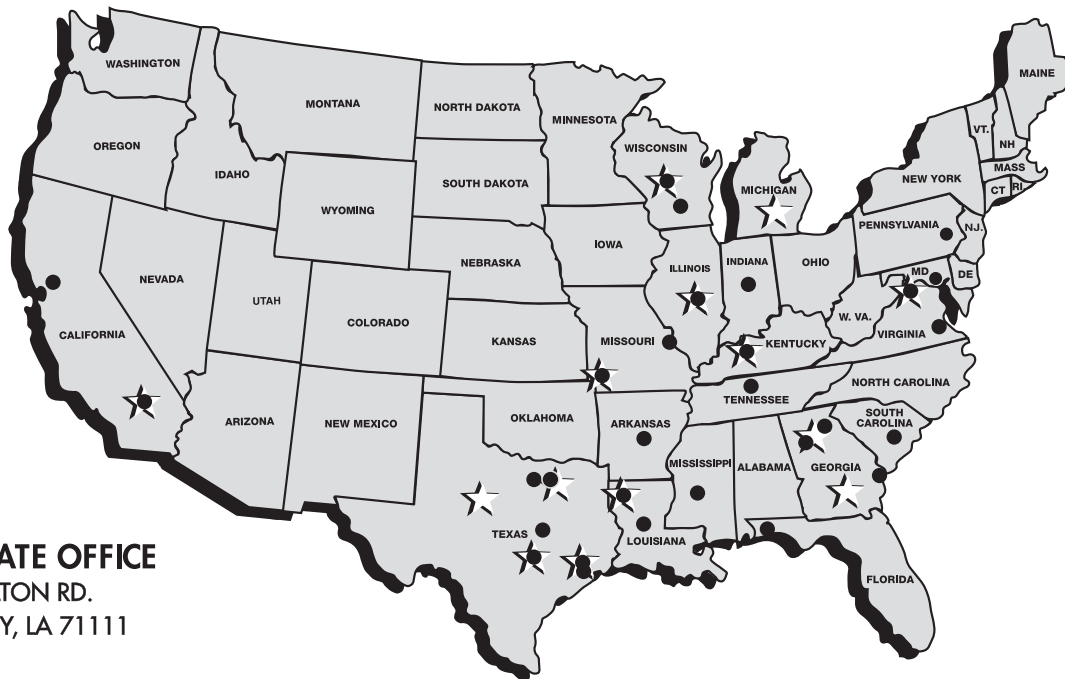 WASHINGTON
MONTANA
NORTH DAKOTA
MINNESOTA
MAINE
OREGON
IDAHO
SOUTH DAKOTA
WISCONSIN
MICHIGAN
VT.
NH
MASS
NEW YORK
CT
RI
WYOMING
PENNSYLVANIA
N.J.
NEVADA
UTAH
COLORADO
NEBRASKA
IOWA
ILLINOIS
INDIANA
OHIO
MD
DE
W. VA.
VIRGINIA
CALIFORNIA
KANSAS
MISSOURI
KENTUCKY
NORTH CAROLINA
TENNESSEE
ARIZONA
NEW MEXICO
OKLAHOMA
ARKANSAS
SOUTH
CAROLINA
MISSISSIPPI
ALABAMA
GEORGIA
TEXAS
LOUISIANA
FLORIDA
ATE OFFICE
TON RD.
Y, LA 71111